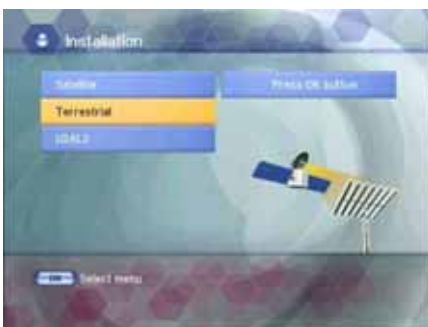 Installation
Satellite
Press OK button
Terrestrial
USALS
Select menu